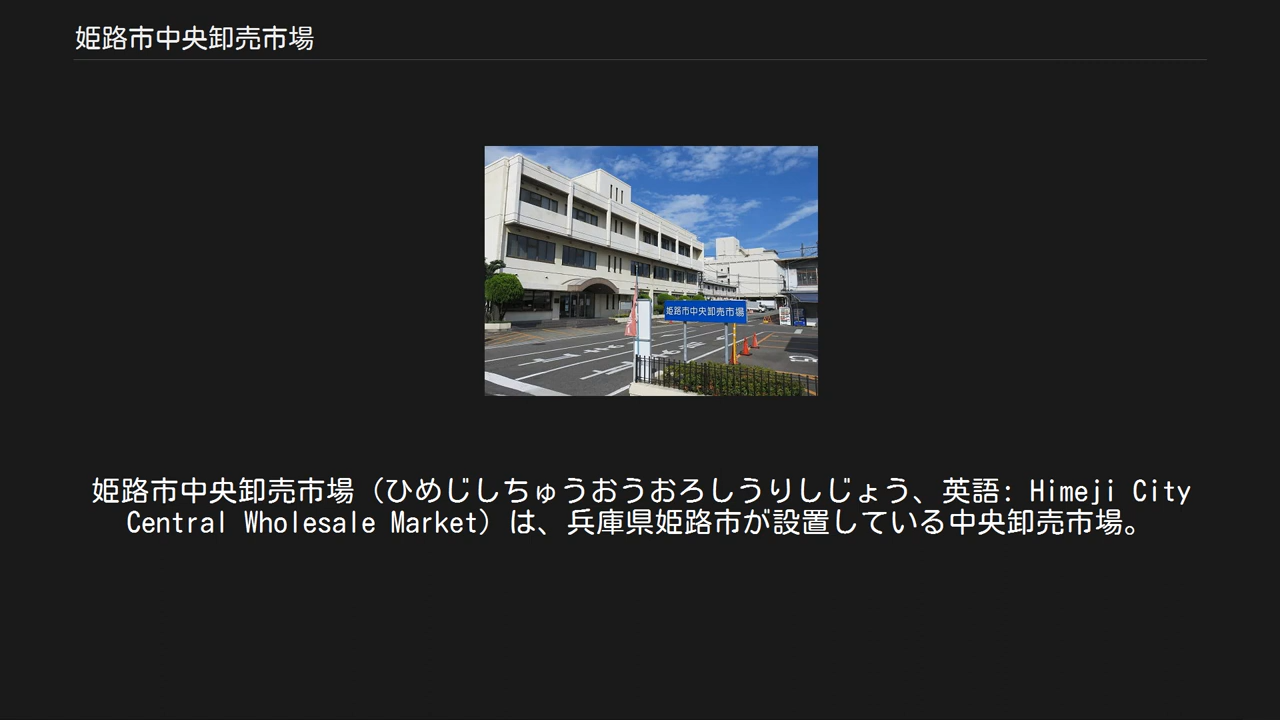 姫路市中央卸売市場
姫路市中央卸売市場
姫路市中央卸売市場（ひめじしちゅうおうおろしうりしじょう、英語: Himeji City
Central Wholesale Market）は、兵庫県姫路市が設置している中央卸売市場。